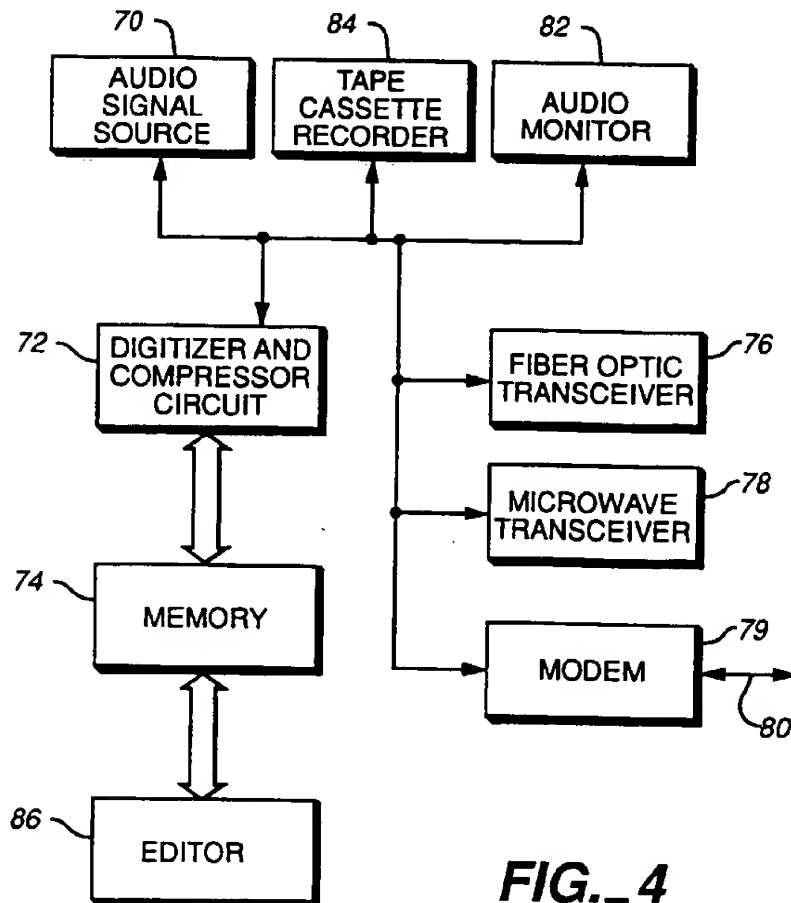 70
84
82
AUDIO
SIGNAL
SOURCE
TAPE
CASSETTE
RECORDER
AUDIO
MONITOR
72
DIGITIZER AND
COMPRESSOR
CIRCUIT
76
FIBER OPTIC
TRANSCEIVER
78
MICROWAVE
TRANSCEIVER
74
MEMORY
79
MODEM
80
86
EDITOR
FIG._4